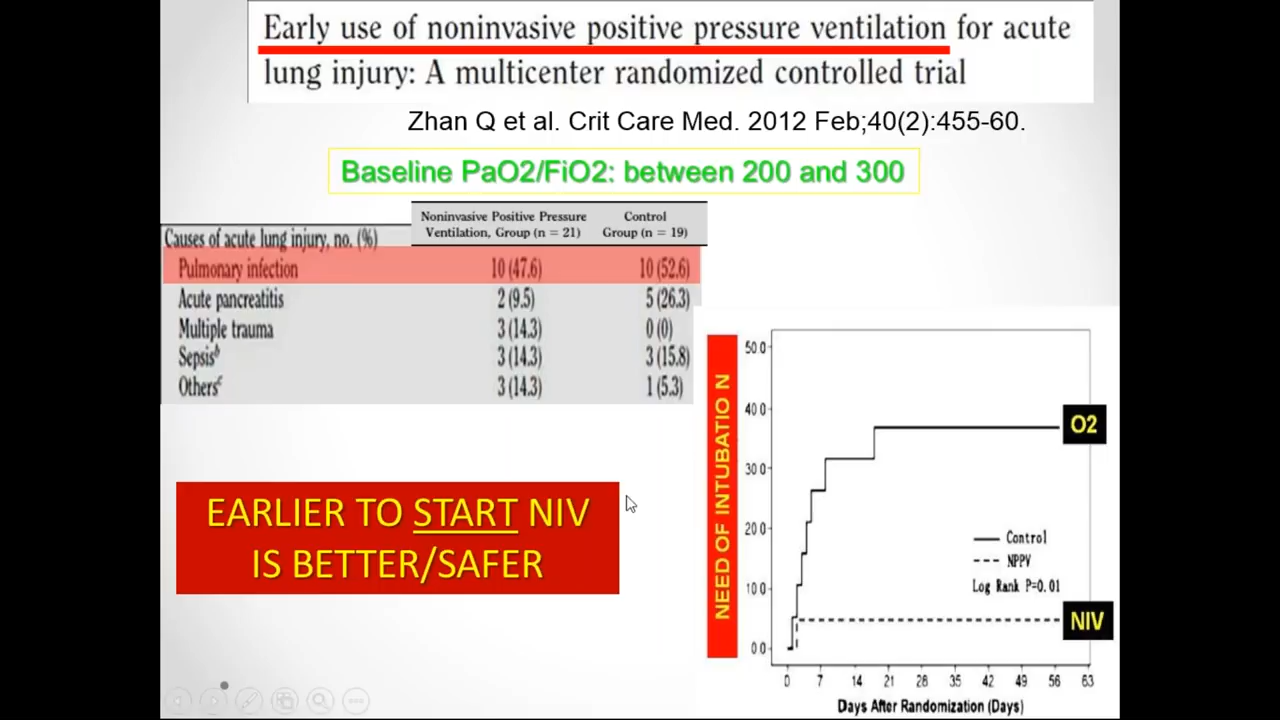 Early use of noninvasive positive pressure ventilation for acute
lung injury: A multicenter randomized controlled trial
Zhan Q et al. Crit Care Med. 2012 Feb;40(2):455-60.
Baseline PaO2/FiO2: between 200 and 300
Noninvasive Positive Pressure Control
Ventilation, Group (n = 21) Group (n = 19)
Causes of acute lung injury, no. (%)
Pulmonary infection 10 (47.6) 10 (52.6)
Acute pancreatitis 2 (9.5) 5 (26.3)
Multiple trauma 3 (14.3) 0 (0)
Sepsisᵇ 3 (14.3) 3 (15.8)
Othersᶜ 3 (14.3) 1 (5.3)
EARLIER TO START NIV
IS BETTER/SAFER
NEED OF INTUBATIO N
50 0
40 0
30 0
20 0
10 0
0 0
O2
Control
NPPV
Log Rank P=0.01
NIV
0 7 14 21 28 35 42 49 56 63
Days After Randomization (Days)